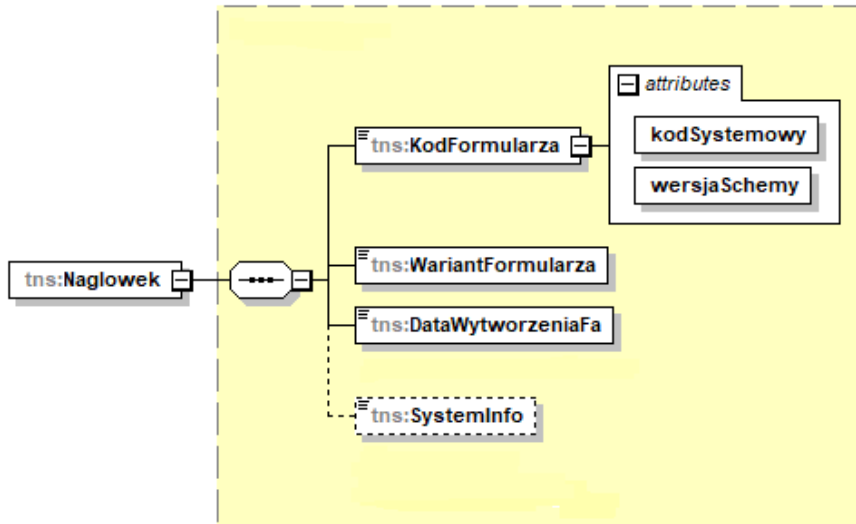 attributes
tns:KodFormularza
kodSystemowy
wersjaSchemy
tns:WariantFormularza
tns:Naglowek
tns:DataWytworzeniaFa
tns:SystemInfo